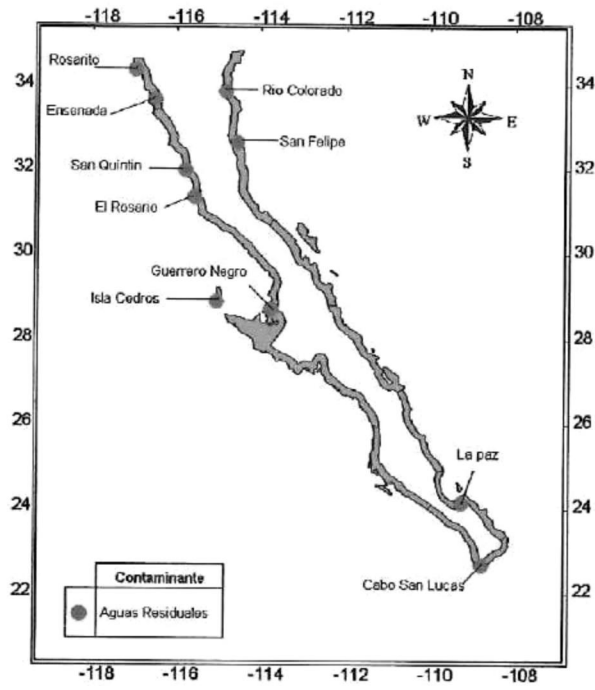 -118 -116 -114 -112 -110 -108
34 34
Rosarito
Rio Colorado
Ensenada
N
W E
S
San Felipe
32 32
San Quintin
El Rosario
30 30
Guerrero Negro
Isla Cedros
28 28
26 26
La paz
24 24
Cabo San Lucas
22 22
Contaminante
Aguas Residuales
-118 -116 -114 -112 -110 -108